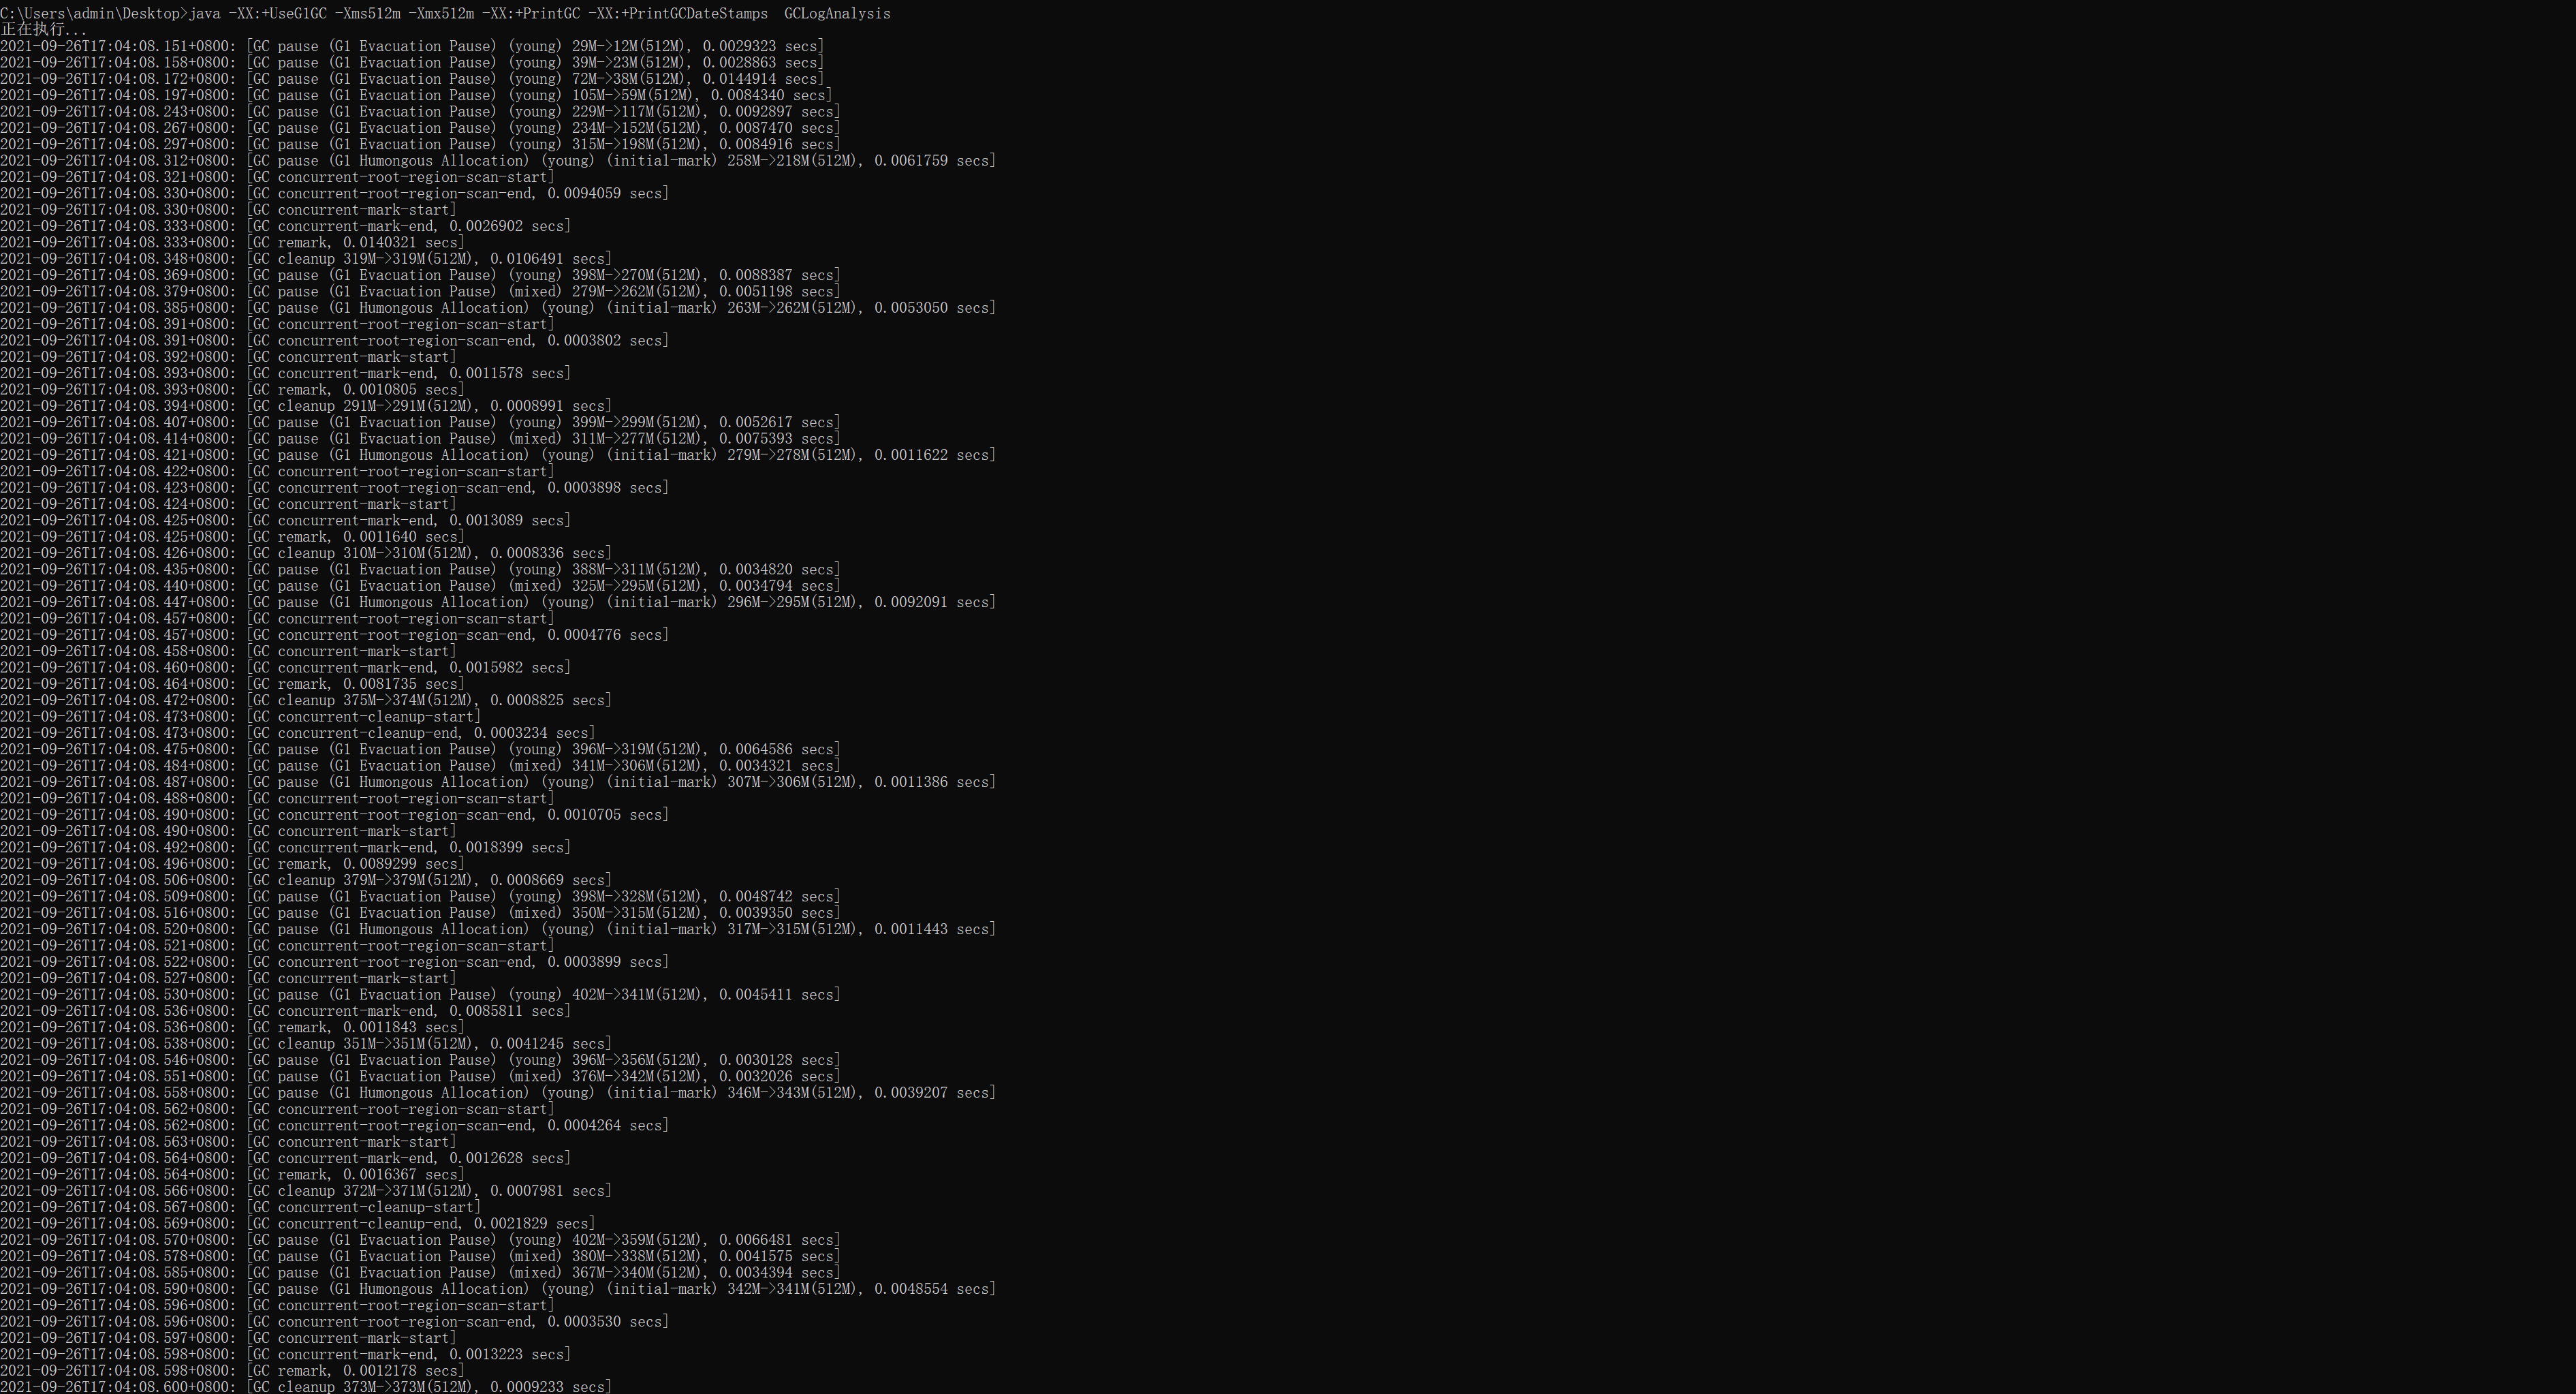 C:\Users\admin\Desktop>java -XX:+UseG1GC -Xms512m -Xmx512m -XX:+PrintGC -XX:+PrintGCDateStamps  GCLogAnalysis
正在执行...
2021-09-26T17:04:08.151+0800: [GC pause (G1 Evacuation Pause) (young) 29M->12M(512M), 0.0029323 secs]
2021-09-26T17:04:08.158+0800: [GC pause (G1 Evacuation Pause) (young) 39M->23M(512M), 0.0028863 secs]
2021-09-26T17:04:08.172+0800: [GC pause (G1 Evacuation Pause) (young) 72M->38M(512M), 0.0144914 secs]
2021-09-26T17:04:08.197+0800: [GC pause (G1 Evacuation Pause) (young) 105M->59M(512M), 0.0084340 secs]
2021-09-26T17:04:08.243+0800: [GC pause (G1 Evacuation Pause) (young) 229M->117M(512M), 0.0092897 secs]
2021-09-26T17:04:08.267+0800: [GC pause (G1 Evacuation Pause) (young) 234M->152M(512M), 0.0087470 secs]
2021-09-26T17:04:08.297+0800: [GC pause (G1 Evacuation Pause) (young) 315M->198M(512M), 0.0084916 secs]
2021-09-26T17:04:08.312+0800: [GC pause (G1 Humongous Allocation) (young) (initial-mark) 258M->218M(512M), 0.0061759 secs]
2021-09-26T17:04:08.321+0800: [GC concurrent-root-region-scan-start]
2021-09-26T17:04:08.330+0800: [GC concurrent-root-region-scan-end, 0.0094059 secs]
2021-09-26T17:04:08.330+0800: [GC concurrent-mark-start]
2021-09-26T17:04:08.333+0800: [GC concurrent-mark-end, 0.0026902 secs]
2021-09-26T17:04:08.333+0800: [GC remark, 0.0140321 secs]
2021-09-26T17:04:08.348+0800: [GC cleanup 319M->319M(512M), 0.0106491 secs]
2021-09-26T17:04:08.369+0800: [GC pause (G1 Evacuation Pause) (young) 398M->270M(512M), 0.0088387 secs]
2021-09-26T17:04:08.379+0800: [GC pause (G1 Evacuation Pause) (mixed) 279M->262M(512M), 0.0051198 secs]
2021-09-26T17:04:08.385+0800: [GC pause (G1 Humongous Allocation) (young) (initial-mark) 263M->262M(512M), 0.0053050 secs]
2021-09-26T17:04:08.391+0800: [GC concurrent-root-region-scan-start]
2021-09-26T17:04:08.391+0800: [GC concurrent-root-region-scan-end, 0.0003802 secs]
2021-09-26T17:04:08.392+0800: [GC concurrent-mark-start]
2021-09-26T17:04:08.393+0800: [GC concurrent-mark-end, 0.0011578 secs]
2021-09-26T17:04:08.393+0800: [GC remark, 0.0010805 secs]
2021-09-26T17:04:08.394+0800: [GC cleanup 291M->291M(512M), 0.0008991 secs]
2021-09-26T17:04:08.407+0800: [GC pause (G1 Evacuation Pause) (young) 399M->299M(512M), 0.0052617 secs]
2021-09-26T17:04:08.414+0800: [GC pause (G1 Evacuation Pause) (mixed) 311M->277M(512M), 0.0075393 secs]
2021-09-26T17:04:08.421+0800: [GC pause (G1 Humongous Allocation) (young) (initial-mark) 279M->278M(512M), 0.0011622 secs]
2021-09-26T17:04:08.422+0800: [GC concurrent-root-region-scan-start]
2021-09-26T17:04:08.423+0800: [GC concurrent-root-region-scan-end, 0.0003898 secs]
2021-09-26T17:04:08.424+0800: [GC concurrent-mark-start]
2021-09-26T17:04:08.425+0800: [GC concurrent-mark-end, 0.0013089 secs]
2021-09-26T17:04:08.425+0800: [GC remark, 0.0011640 secs]
2021-09-26T17:04:08.426+0800: [GC cleanup 310M->310M(512M), 0.0008336 secs]
2021-09-26T17:04:08.435+0800: [GC pause (G1 Evacuation Pause) (young) 388M->311M(512M), 0.0034820 secs]
2021-09-26T17:04:08.440+0800: [GC pause (G1 Evacuation Pause) (mixed) 325M->295M(512M), 0.0034794 secs]
2021-09-26T17:04:08.447+0800: [GC pause (G1 Humongous Allocation) (young) (initial-mark) 296M->295M(512M), 0.0092091 secs]
2021-09-26T17:04:08.457+0800: [GC concurrent-root-region-scan-start]
2021-09-26T17:04:08.457+0800: [GC concurrent-root-region-scan-end, 0.0004776 secs]
2021-09-26T17:04:08.458+0800: [GC concurrent-mark-start]
2021-09-26T17:04:08.460+0800: [GC concurrent-mark-end, 0.0015982 secs]
2021-09-26T17:04:08.464+0800: [GC remark, 0.0081735 secs]
2021-09-26T17:04:08.472+0800: [GC cleanup 375M->374M(512M), 0.0008825 secs]
2021-09-26T17:04:08.473+0800: [GC concurrent-cleanup-start]
2021-09-26T17:04:08.473+0800: [GC concurrent-cleanup-end, 0.0003234 secs]
2021-09-26T17:04:08.475+0800: [GC pause (G1 Evacuation Pause) (young) 396M->319M(512M), 0.0064586 secs]
2021-09-26T17:04:08.484+0800: [GC pause (G1 Evacuation Pause) (mixed) 341M->306M(512M), 0.0034321 secs]
2021-09-26T17:04:08.487+0800: [GC pause (G1 Humongous Allocation) (young) (initial-mark) 307M->306M(512M), 0.0011386 secs]
2021-09-26T17:04:08.488+0800: [GC concurrent-root-region-scan-start]
2021-09-26T17:04:08.490+0800: [GC concurrent-root-region-scan-end, 0.0010705 secs]
2021-09-26T17:04:08.490+0800: [GC concurrent-mark-start]
2021-09-26T17:04:08.492+0800: [GC concurrent-mark-end, 0.0018399 secs]
2021-09-26T17:04:08.496+0800: [GC remark, 0.0089299 secs]
2021-09-26T17:04:08.506+0800: [GC cleanup 379M->379M(512M), 0.0008669 secs]
2021-09-26T17:04:08.509+0800: [GC pause (G1 Evacuation Pause) (young) 398M->328M(512M), 0.0048742 secs]
2021-09-26T17:04:08.516+0800: [GC pause (G1 Evacuation Pause) (mixed) 350M->315M(512M), 0.0039350 secs]
2021-09-26T17:04:08.520+0800: [GC pause (G1 Humongous Allocation) (young) (initial-mark) 317M->315M(512M), 0.0011443 secs]
2021-09-26T17:04:08.521+0800: [GC concurrent-root-region-scan-start]
2021-09-26T17:04:08.522+0800: [GC concurrent-root-region-scan-end, 0.0003899 secs]
2021-09-26T17:04:08.527+0800: [GC concurrent-mark-start]
2021-09-26T17:04:08.530+0800: [GC pause (G1 Evacuation Pause) (young) 402M->341M(512M), 0.0045411 secs]
2021-09-26T17:04:08.536+0800: [GC concurrent-mark-end, 0.0085811 secs]
2021-09-26T17:04:08.536+0800: [GC remark, 0.0011843 secs]
2021-09-26T17:04:08.538+0800: [GC cleanup 351M->351M(512M), 0.0041245 secs]
2021-09-26T17:04:08.546+0800: [GC pause (G1 Evacuation Pause) (young) 396M->356M(512M), 0.0030128 secs]
2021-09-26T17:04:08.551+0800: [GC pause (G1 Evacuation Pause) (mixed) 376M->342M(512M), 0.0032026 secs]
2021-09-26T17:04:08.558+0800: [GC pause (G1 Humongous Allocation) (young) (initial-mark) 346M->343M(512M), 0.0039207 secs]
2021-09-26T17:04:08.562+0800: [GC concurrent-root-region-scan-start]
2021-09-26T17:04:08.562+0800: [GC concurrent-root-region-scan-end, 0.0004264 secs]
2021-09-26T17:04:08.563+0800: [GC concurrent-mark-start]
2021-09-26T17:04:08.564+0800: [GC concurrent-mark-end, 0.0012628 secs]
2021-09-26T17:04:08.564+0800: [GC remark, 0.0016367 secs]
2021-09-26T17:04:08.566+0800: [GC cleanup 372M->371M(512M), 0.0007981 secs]
2021-09-26T17:04:08.567+0800: [GC concurrent-cleanup-start]
2021-09-26T17:04:08.569+0800: [GC concurrent-cleanup-end, 0.0021829 secs]
2021-09-26T17:04:08.570+0800: [GC pause (G1 Evacuation Pause) (young) 402M->359M(512M), 0.0066481 secs]
2021-09-26T17:04:08.578+0800: [GC pause (G1 Evacuation Pause) (mixed) 380M->338M(512M), 0.0041575 secs]
2021-09-26T17:04:08.585+0800: [GC pause (G1 Evacuation Pause) (mixed) 367M->340M(512M), 0.0034394 secs]
2021-09-26T17:04:08.590+0800: [GC pause (G1 Humongous Allocation) (young) (initial-mark) 342M->341M(512M), 0.0048554 secs]
2021-09-26T17:04:08.596+0800: [GC concurrent-root-region-scan-start]
2021-09-26T17:04:08.596+0800: [GC concurrent-root-region-scan-end, 0.0003530 secs]
2021-09-26T17:04:08.597+0800: [GC concurrent-mark-start]
2021-09-26T17:04:08.598+0800: [GC concurrent-mark-end, 0.0013223 secs]
2021-09-26T17:04:08.598+0800: [GC remark, 0.0012178 secs]
2021-09-26T17:04:08.600+0800: [GC cleanup 373M->373M(512M), 0.0009233 secs]